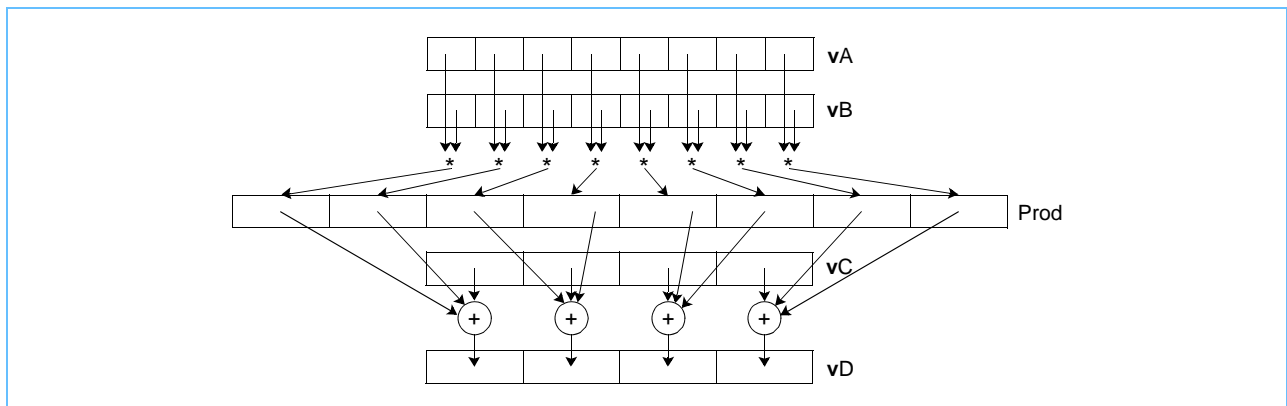 vA
vB
* * * * * * * *
Prod
vC
+ + + +
vD